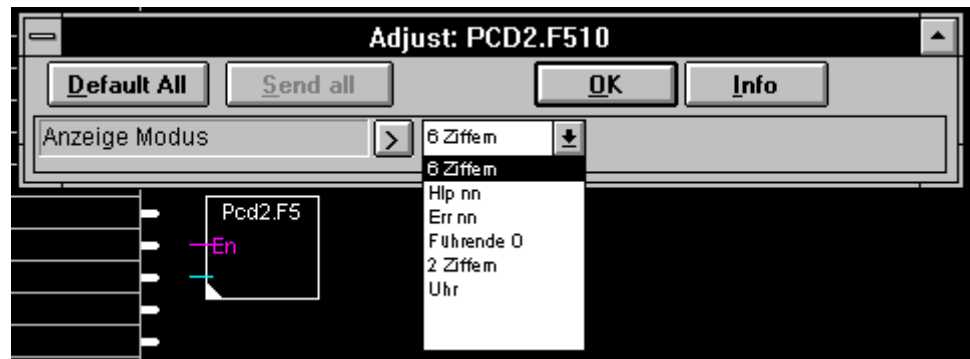 Adjust: PCD2.F510
Default All Send all OK Info
Anzeige Modus > 6 Ziffern
6 Ziffern
Hlp nn
Err nn
Führende 0
2 Ziffern
Uhr
Pcd2.F5
En